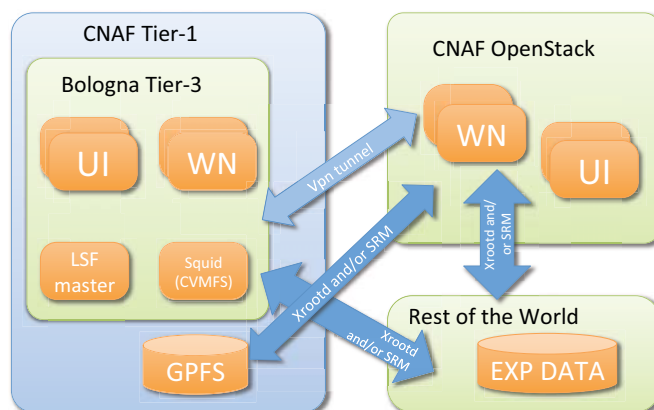 CNAF Tier-1
Bologna Tier-3
UI
WN
LSF
master
Squid
(CVMFS)
GPFS
Vpn tunnel
Xrootd and/or SRM
Xrootd
and/or SRM
CNAF OpenStack
WN
UI
Xrootd and/
or SRM
Rest of the World
EXP DATA